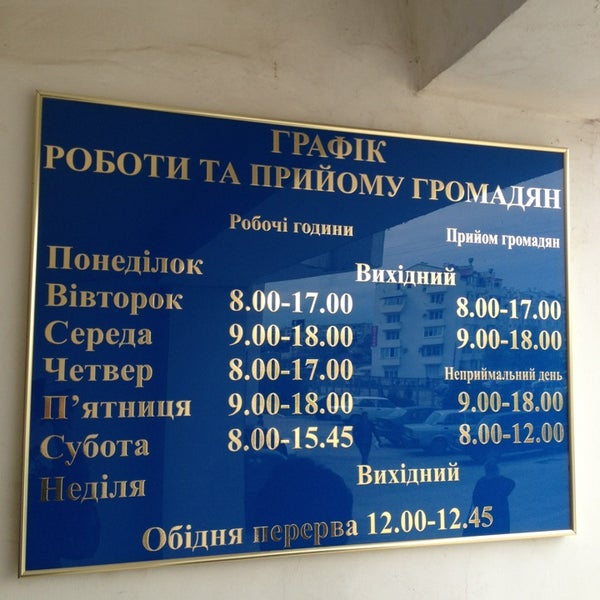 ГРАФІК
РОБОТИ ТА ПРИЙОМУ ГРОМАДЯН
Робочі години Прийом громадян
Понеділок Вихідний
Вівторок 8.00-17.00 8.00-17.00
Середа 9.00-18.00 9.00-18.00
Четвер 8.00-17.00 Неприймальний день
П’ятниця 9.00-18.00 9.00-18.00
Субота 8.00-15.45 8.00-12.00
Неділя Вихідний
Обідня перерва 12.00-12.45